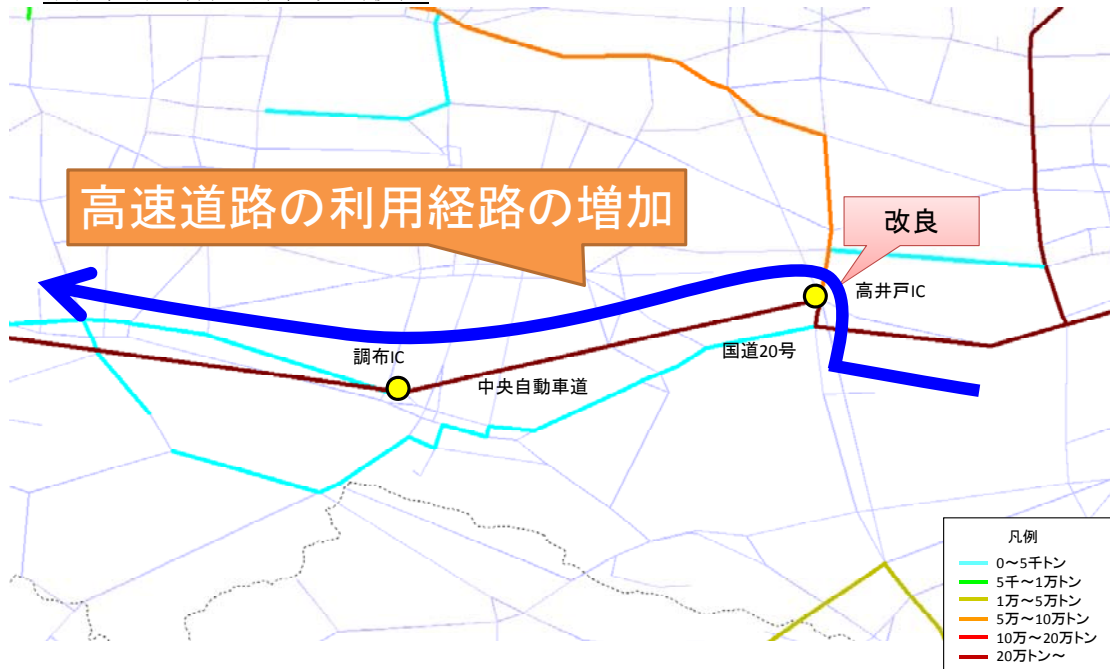 高速道路の利用経路の増加
改良
高井戸IC
国道20号
調布IC
中央自動車道
凡例
0～5千トン
5千～1万トン
1万～5万トン
5万～10万トン
10万～20万トン
20万トン～